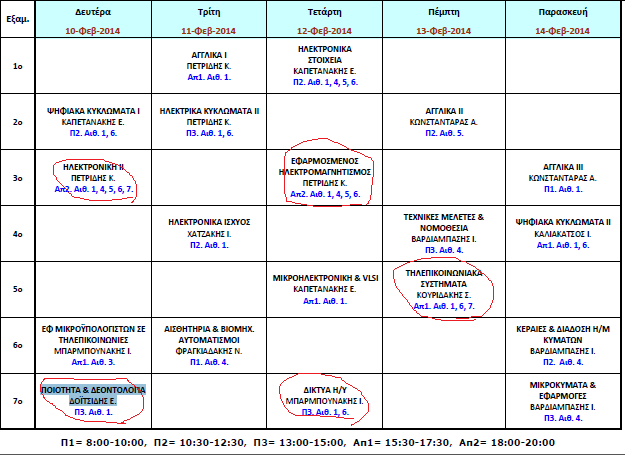 Εξαμ. Δευτέρα Τρίτη Τετάρτη Πέμπτη Παρασκευή
10-Φεβ-2014 11-Φεβ-2014 12-Φεβ-2014 13-Φεβ-2014 14-Φεβ-2014
1ο
ΑΓΓΛΙΚΑ Ι
ΠΕΤΡΙΔΗΣ Κ.
Απ1. Αιθ. 1.
ΗΛΕΚΤΡΟΝΙΚΑ
ΣΤΟΙΧΕΙΑ
ΚΑΠΕΤΑΝΑΚΗΣ Ε.
Π2. Αιθ. 1, 4, 5, 6.
2ο
ΨΗΦΙΑΚΑ ΚΥΚΛΩΜΑΤΑ Ι
ΚΑΠΕΤΑΝΑΚΗΣ Ε.
Π2. Αιθ. 1, 6.
ΗΛΕΚΤΡΙΚΑ ΚΥΚΛΩΜΑΤΑ ΙΙ
ΠΕΤΡΙΔΗΣ Κ.
Π3. Αιθ. 1, 6.
ΑΓΓΛΙΚΑ ΙΙ
ΚΩΝΣΤΑΝΤΑΡΑΣ Α.
Π2. Αιθ. 5.
3ο
ΗΛΕΚΤΡΟΝΙΚΗ ΙΙ
ΠΕΤΡΙΔΗΣ Κ.
Απ2. Αιθ. 1, 4, 5, 6, 7.
ΕΦΑΡΜΟΣΜΕΝΟΣ
ΗΛΕΚΤΡΟΜΑΓΝΗΤΙΣΜΟΣ
ΠΕΤΡΙΔΗΣ Κ.
Απ2. Αιθ. 1, 4, 5, 6.
ΑΓΓΛΙΚΑ ΙΙΙ
ΚΩΝΣΤΑΝΤΑΡΑΣ Α.
Π1. Αιθ. 1.
4ο
ΗΛΕΚΤΡΟΝΙΚΑ ΙΣΧΥΟΣ
ΧΑΤΖΑΚΗΣ Ι.
Π2. Αιθ. 1.
ΤΕΧΝΙΚΕΣ ΜΕΛΕΤΕΣ &
ΝΟΜΟΘΕΣΙΑ
ΒΑΡΔΙΑΜΠΑΣΗΣ Ι.
Π3. Αιθ. 4.
ΨΗΦΙΑΚΑ ΚΥΚΛΩΜΑΤΑ ΙΙ
ΚΑΛΙΑΚΑΤΣΟΣ Ι.
Απ1. Αιθ. 1, 6.
5ο
ΜΙΚΡΟΗΛΕΚΤΡΟΝΙΚΗ & VLSI
ΚΑΠΕΤΑΝΑΚΗΣ Ε.
Απ1. Αιθ. 1.
ΤΗΛΕΠΙΚΟΙΝΩΝΙΑΚΑ
ΣΥΣΤΗΜΑΤΑ
ΚΟΥΡΙΔΑΚΗΣ Σ.
Απ1. Αιθ. 1, 6, 7.
6ο
ΕΦ ΜΙΚΡΟΫΠΟΛΟΓΙΣΤΩΝ ΣΕ
ΤΗΛΕΠΙΚΟΙΝΩΝΙΕΣ
ΜΠΑΡΜΠΟΥΝΑΚΗΣ Ι.
Απ1. Αιθ. 3.
ΑΙΣΘΗΤΗΡΙΑ & ΒΙΟΜΗΧ.
ΑΥΤΟΜΑΤΙΣΜΟΙ
ΦΡΑΓΚΙΑΔΑΚΗΣ Ν.
Π1. Αιθ. 4.
ΚΕΡΑΙΕΣ & ΔΙΑΔΟΣΗ Η/Μ
ΚΥΜΑΤΩΝ
ΒΑΡΔΙΑΜΠΑΣΗΣ Ι.
Π2. Αιθ. 4.
7ο
ΠΟΙΟΤΗΤΑ & ΔΕΟΝΤΟΛΟΓΙΑ
ΔΟΪΤΣΙΔΗΣ Ε.
Π3. Αιθ. 1.
ΔΙΚΤΥΑ Η/Υ
ΜΠΑΡΜΠΟΥΝΑΚΗΣ Ι.
Π3. Αιθ. 1, 6.
ΜΙΚΡΟΚΥΜΑΤΑ &
ΕΦΑΡΜΟΓΕΣ
ΒΑΡΔΙΑΜΠΑΣΗΣ Ι.
Π3. Αιθ. 4.
Π1= 8:00-10:00, Π2= 10:30-12:30, Π3= 13:00-15:00, Απ1= 15:30-17:30, Απ2= 18:00-20:00